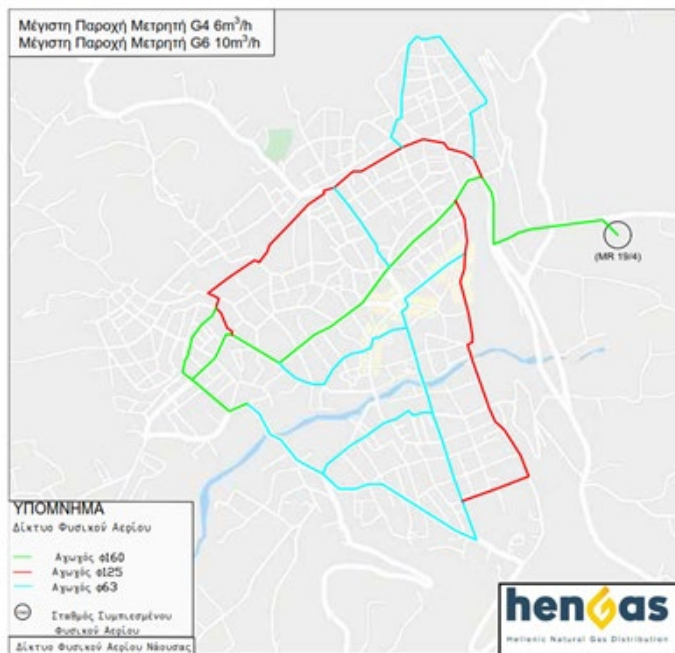 Μέγιστη Παροχή Μετρητή G4 6m³/h
Μέγιστη Παροχή Μετρητή G6 10m³/h
(MR 19/4)
ΥΠΟΜΝΗΜΑ
Δίκτυο Φυσικού Αερίου
Αγωγός φ160
Αγωγός φ125
Αγωγός φ63
Σταθμός Συμπιεσμένου
Φυσικού Αερίου
Δίκτυο Φυσικού Αερίου Νάουσας
hengas
Hellenic Natural Gas Distribution